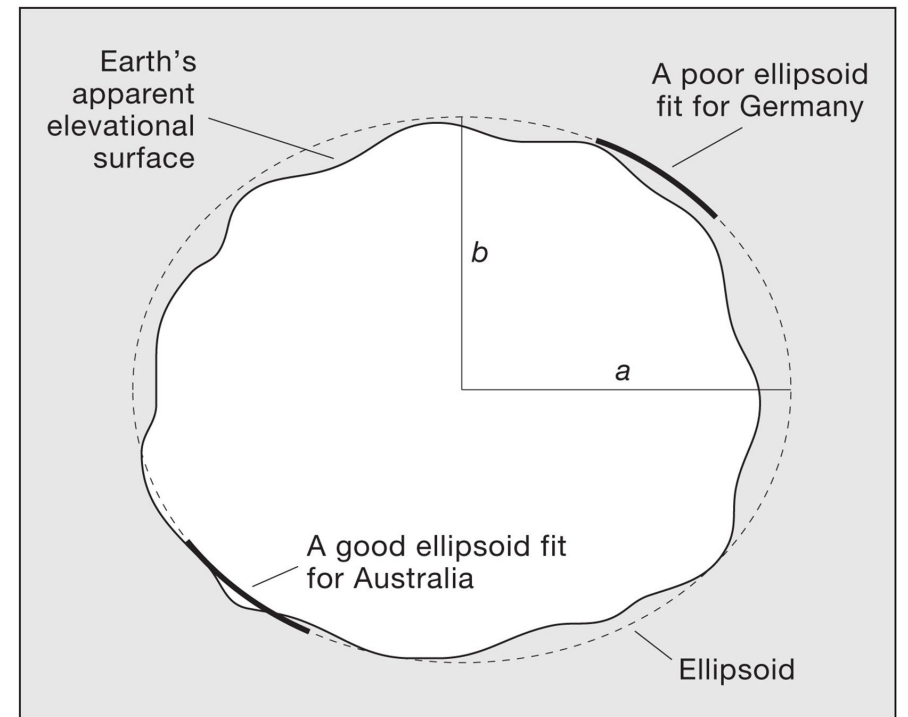 Earth's
apparent
elevational
surface
A poor ellipsoid
fit for Germany
b
a
A good ellipsoid fit
for Australia
Ellipsoid